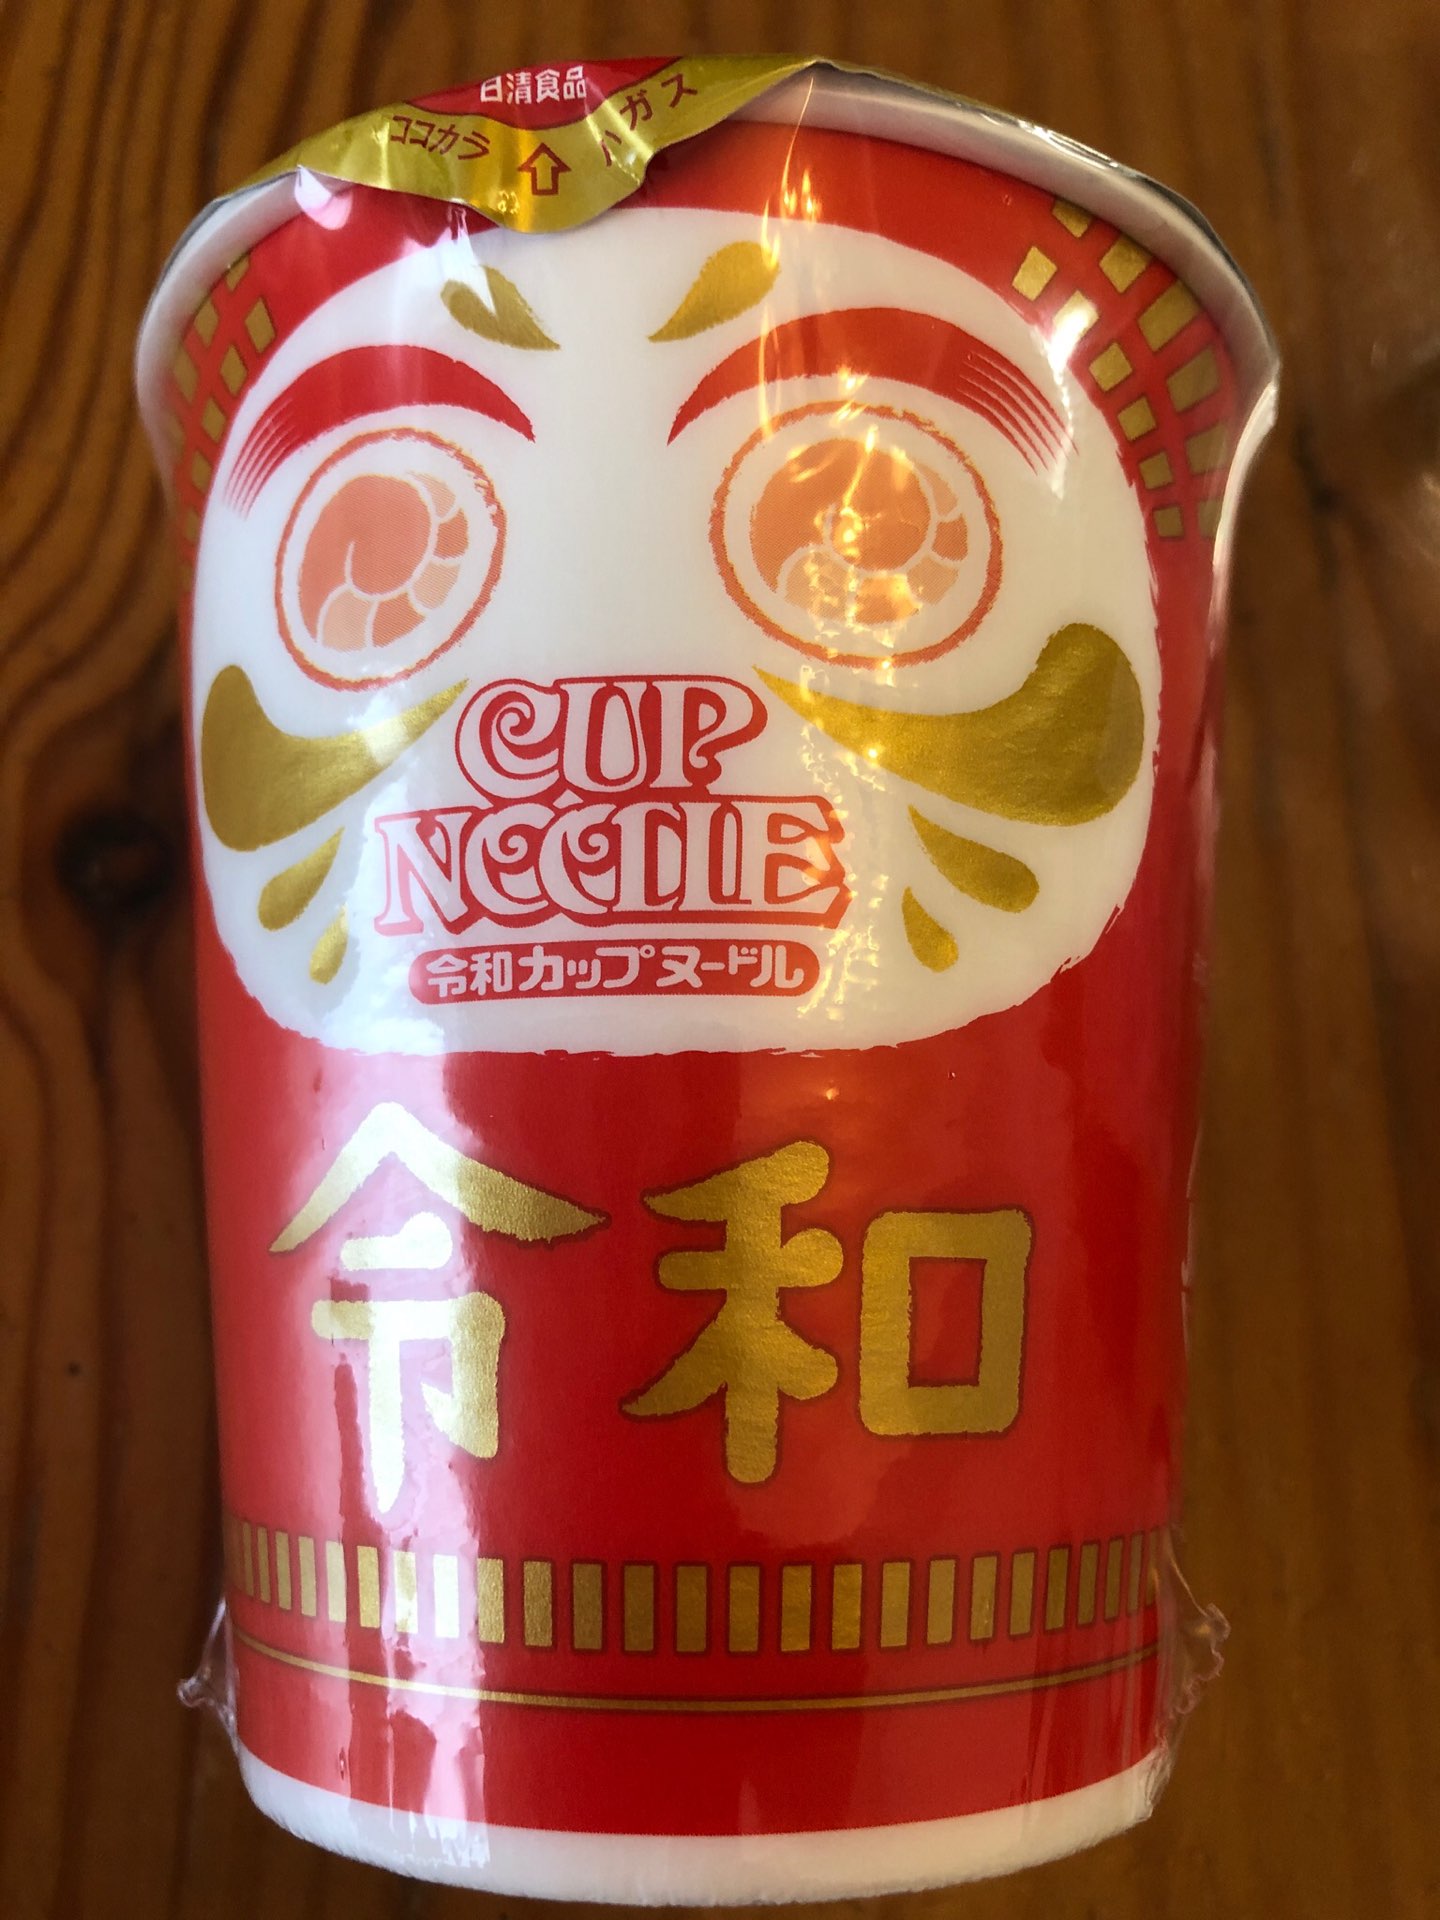 日清食品
ココカラ ハガス
CUP
NOODLE
令和カップヌードル
令和